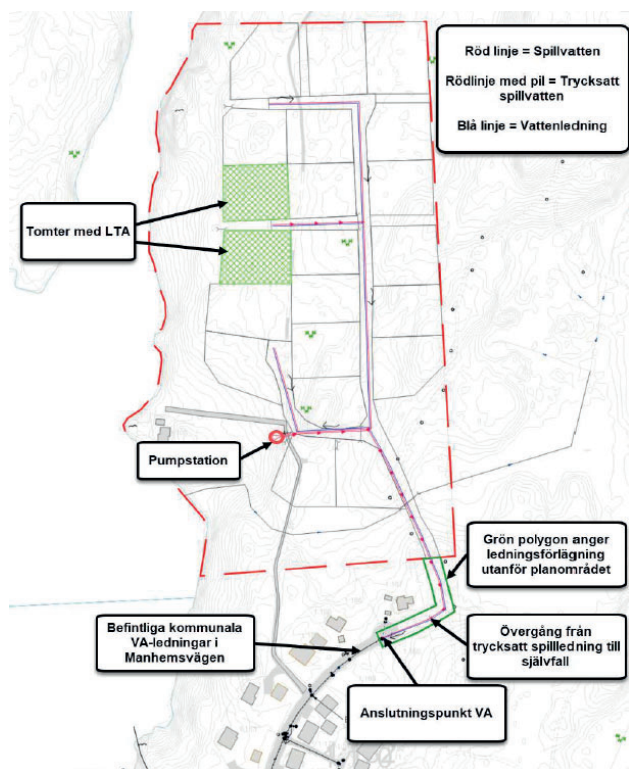 Röd linje = Spillvatten
Rödlinje med pil = Trycksatt
spillvatten
Blå linje = Vattenledning
Tomter med LTA
Pumpstation
Grön polygon anger
ledningsförlägning
utanför planområdet
Befintliga kommunala
VA-ledningar i
Manhemsvägen
Övergång från
trycksatt spilledning till
självfall
Anslutningspunkt VA